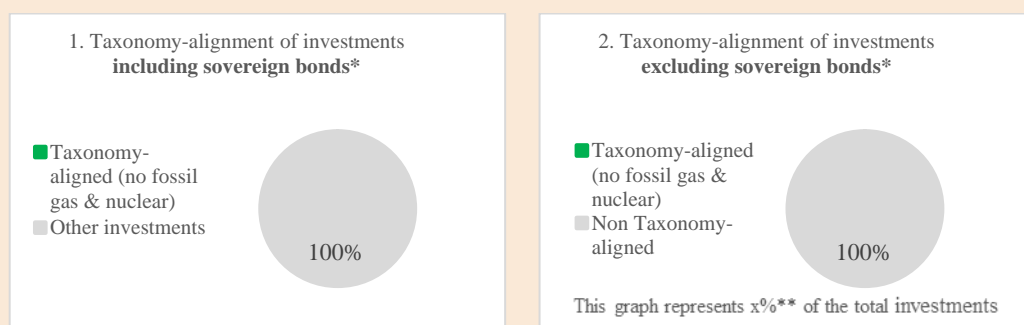 1. Taxonomy-alignment of investments
including sovereign bonds*
Taxonomy-
aligned (no fossil
gas & nuclear)
Other investments
100%
2. Taxonomy-alignment of investments
excluding sovereign bonds*
Taxonomy-aligned
(no fossil gas &
nuclear)
Non Taxonomy-
aligned
100%
This graph represents x%** of the total investments